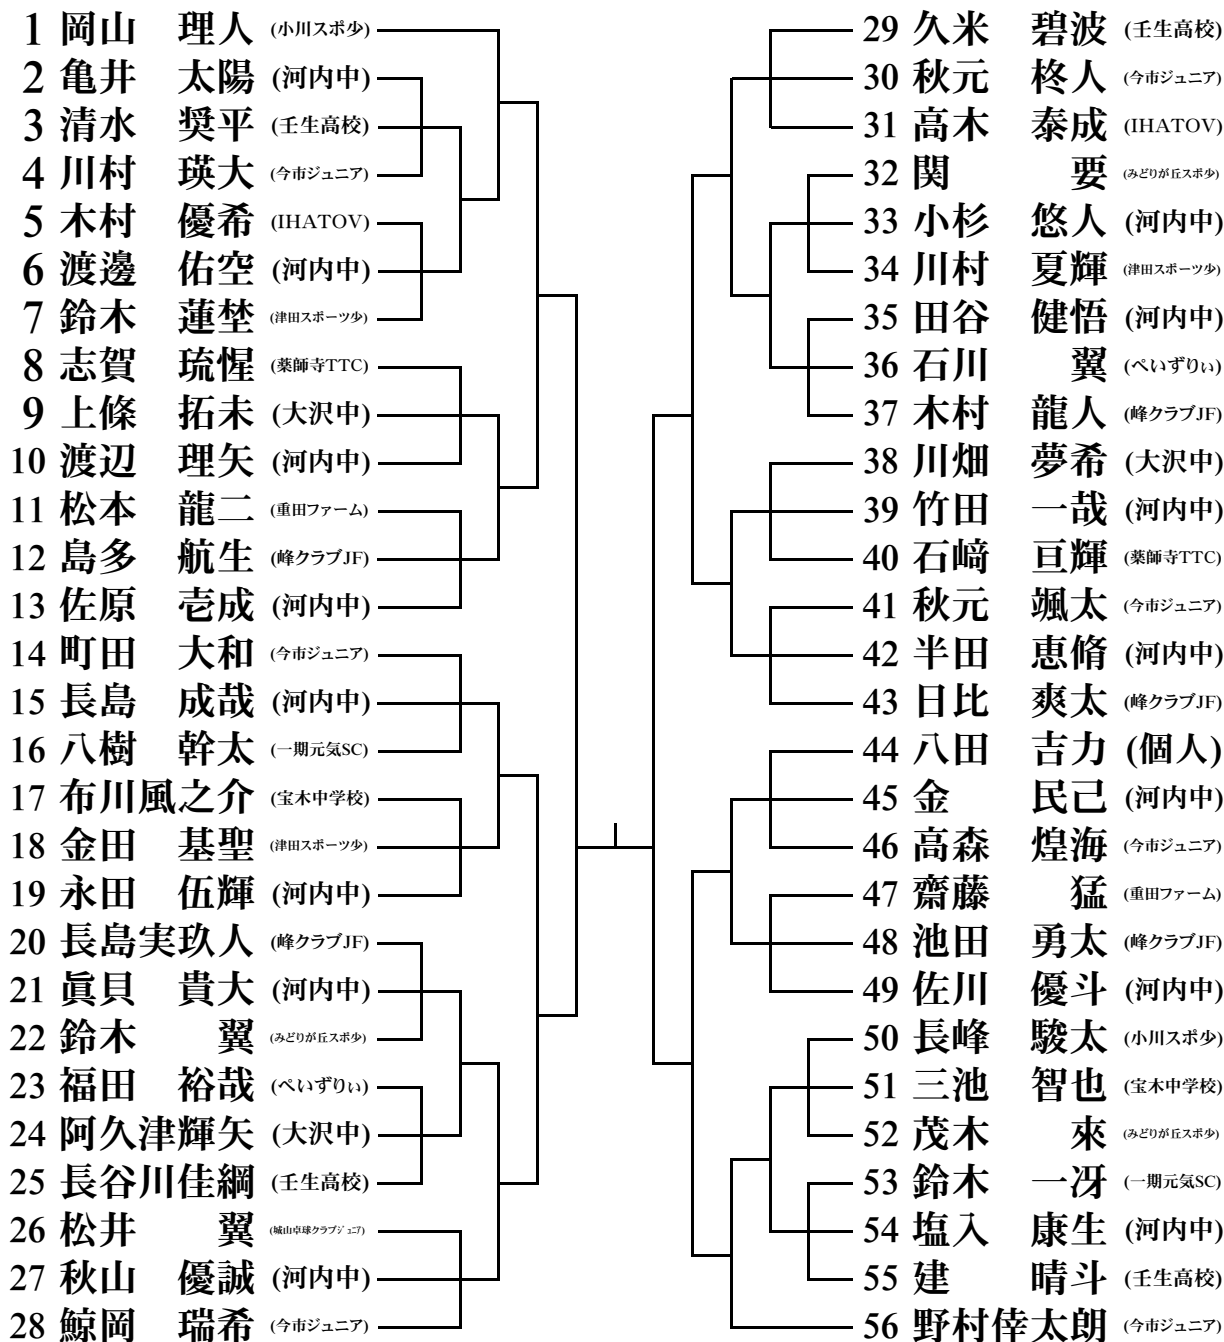 1 岡山 理人 (小川スポ少)
2 亀井 太陽 (河内中)
3 清水 奨平 (壬生高校)
4 川村 瑛大 (今市ジュニア)
5 木村 優希 (IHATOV)
6 渡邊 佑空 (河内中)
7 鈴木 蓮埜 (津田スポーツ少)
8 志賀 琉惺 (薬師寺TTC)
9 上條 拓未 (大沢中)
10 渡辺 理矢 (河内中)
11 松本 龍二 (重田ファーム)
12 島多 航生 (峰クラブJF)
13 佐原 壱成 (河内中)
14 町田 大和 (今市ジュニア)
15 長島 成哉 (河内中)
16 八樹 幹太 (一期元気SC)
17 布川風之介 (宝木中学校)
18 金田 基聖 (津田スポーツ少)
19 永田 伍輝 (河内中)
20 長島実玖人 (峰クラブJF)
21 眞貝 貴大 (河内中)
22 鈴木 翼 (みどりが丘スポ少)
23 福田 裕哉 (ぺいずりぃ)
24 阿久津輝矢 (大沢中)
25 長谷川佳綱 (壬生高校)
26 松井 翼 (城山卓球クラブジュニア)
27 秋山 優誠 (河内中)
28 鯨岡 瑞希 (今市ジュニア)
29 久米 碧波 (壬生高校)
30 秋元 柊人 (今市ジュニア)
31 高木 泰成 (IHATOV)
32 関 要 (みどりが丘スポ少)
33 小杉 悠人 (河内中)
34 川村 夏輝 (津田スポーツ少)
35 田谷 健悟 (河内中)
36 石川 翼 (ぺいずりぃ)
37 木村 龍人 (峰クラブJF)
38 川畑 夢希 (大沢中)
39 竹田 一哉 (河内中)
40 石﨑 亘輝 (薬師寺TTC)
41 秋元 颯太 (今市ジュニア)
42 半田 恵脩 (河内中)
43 日比 爽太 (峰クラブJF)
44 八田 吉力 (個人)
45 金 民己 (河内中)
46 高森 煌海 (今市ジュニア)
47 齋藤 猛 (重田ファーム)
48 池田 勇太 (峰クラブJF)
49 佐川 優斗 (河内中)
50 長峰 駿太 (小川スポ少)
51 三池 智也 (宝木中学校)
52 茂木 來 (みどりが丘スポ少)
53 鈴木 一冴 (一期元気SC)
54 塩入 康生 (河内中)
55 建 晴斗 (壬生高校)
56 野村倖太朗 (今市ジュニア)